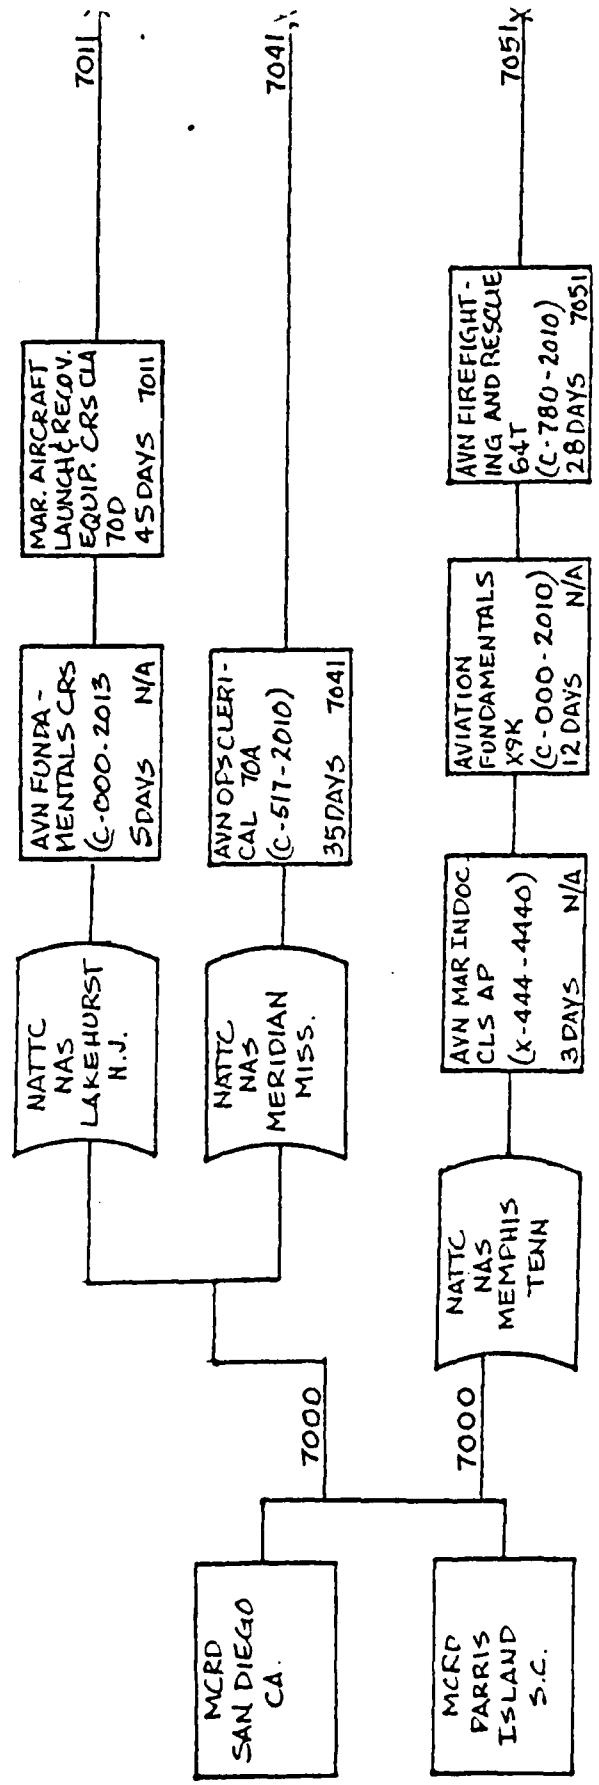 MCRD
SAN DIEGO
CA.
MCRD
PARRIS
ISLAND
S.C.
7000
7000
NATTC
NAS
LAKEHURST
N.J.
AVN FUNDA-
MENTALS CRS
(C-000-2013
5DAYS N/A
MAR. AIRCRAFT
LAUNCH & RECOV.
EQUIP. CRS CLA
70D
45DAYS 7011
7011
NATTC
NAS
MERIDIAN
MISS.
AVN OPS CLERI-
CAL 70A
(C-517-2010)
35DAYS 7041
7041
NATTC
NAS
MEMPHIS
TENN
AVN MAR INDOC.
CLS AP
(X-444-4440)
3DAYS N/A
AVIATION
FUNDAMENTALS
X9K
(C-000-2010)
12DAYS N/A
AVN FIREFIGHT-
ING AND RESCUE
64T
(C-780-2010)
28DAYS 7051
7051